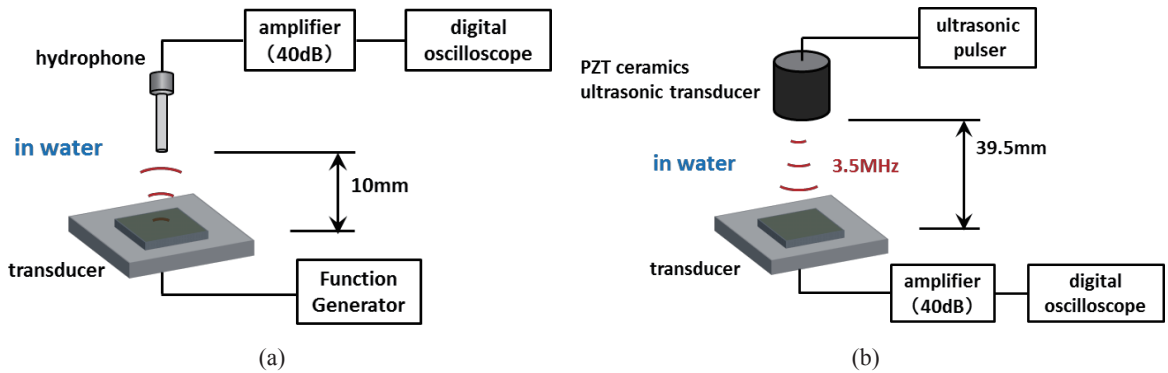 amplifier
（40dB）
digital
oscilloscope
hydrophone
in water
10mm
transducer
Function
Generator
(a)
ultrasonic
pulser
PZT ceramics
ultrasonic transducer
39.5mm
in water
3.5MHz
transducer
amplifier
（40dB）
digital
oscilloscope
(b)